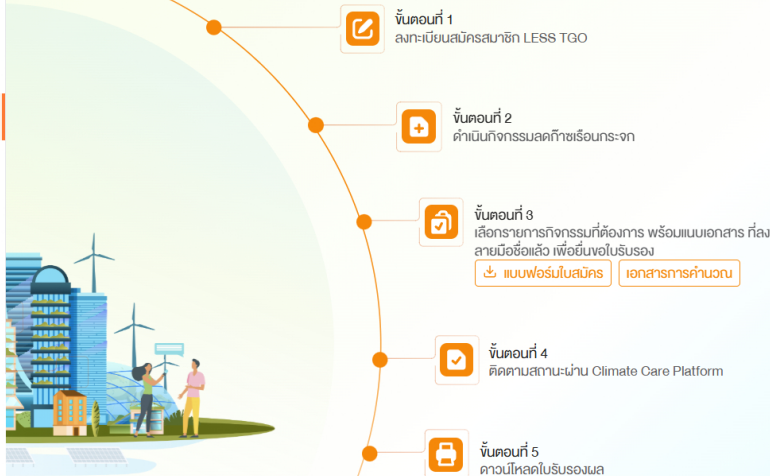 ขั้นตอนที่ 1
ลงทะเบียนสมัครสมาชิก LESS TGO
ขั้นตอนที่ 2
ดำเนินกิจกรรมลดก๊าซเรือนกระจก
ขั้นตอนที่ 3
เลือกรายการกิจกรรมที่ต้องการ พร้อมแนบเอกสาร ที่ลง
ลายมือชื่อแล้ว เพื่อยื่นขอใบรับรอง
แบบฟอร์มใบสมัคร
เอกสารการคำนวณ
ขั้นตอนที่ 4
ติดตามสถานะผ่าน Climate Care Platform
ขั้นตอนที่ 5
ดาวน์โหลดใบรับรองผล